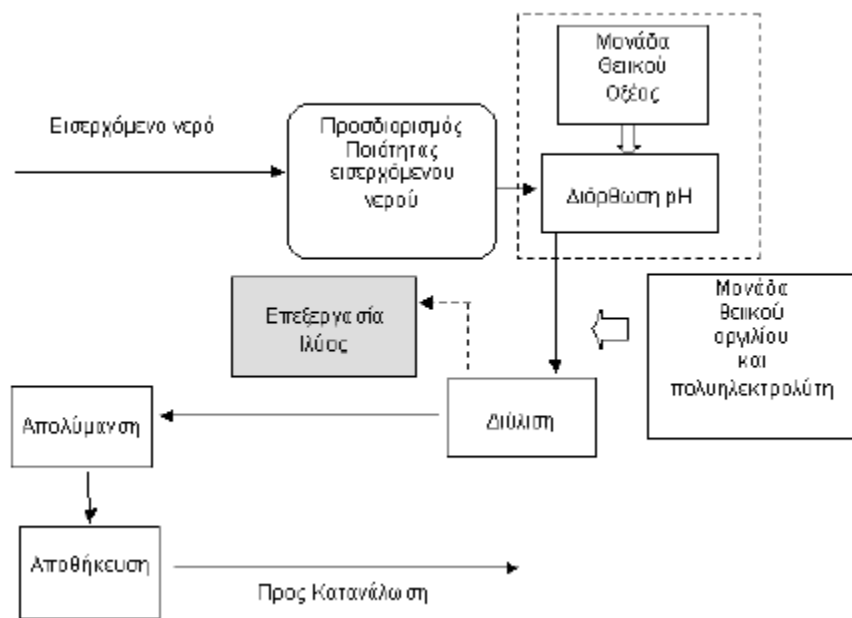 Μονάδα
Θειικού
Οξέος
Εισερχόμενο νερό
Προσδιορισμός
Ποιότητας
εισερχόμενου
νερού
Διόρθωση pH
Επεξεργασία
Ιλύος
Μονάδα
θειικού
αργιλίου
και
πολυηλεκτρολύτη
Απολύμανση
Διύλιση
Αποθήκευση
Προς Κατανάλωση